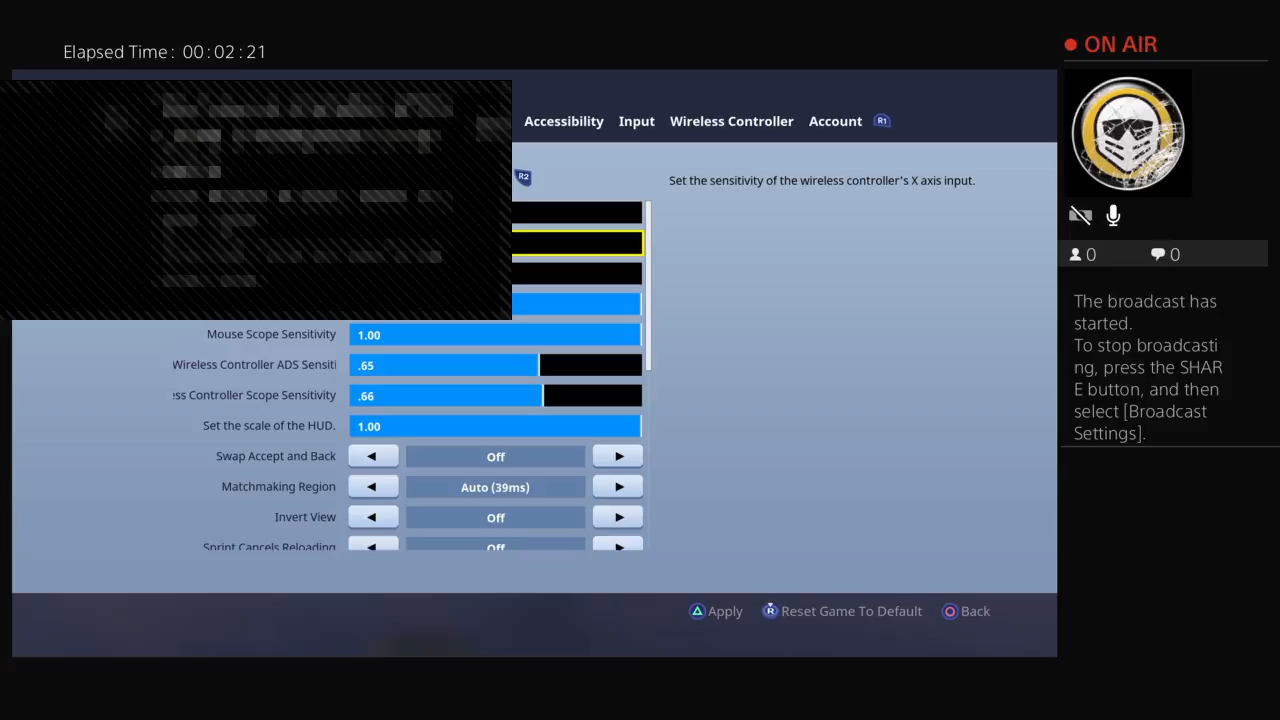 Elapsed Time: 00:02:21
ON AIR
Accessibility Input Wireless Controller Account R1
R2
Set the sensitivity of the wireless controller's X axis input.
0 0
The broadcast has
started.
To stop broadcasti
ng, press the SHAR
E button, and then
select [Broadcast
Settings].
Mouse Scope Sensitivity 1.00
Wireless Controller ADS Sensiti .65
ss Controller Scope Sensitivity .66
Set the scale of the HUD. 1.00
Swap Accept and Back Off
Matchmaking Region Auto (39ms)
Invert View Off
Sprint Cancels Reloading Off
Apply R Reset Game To Default Back